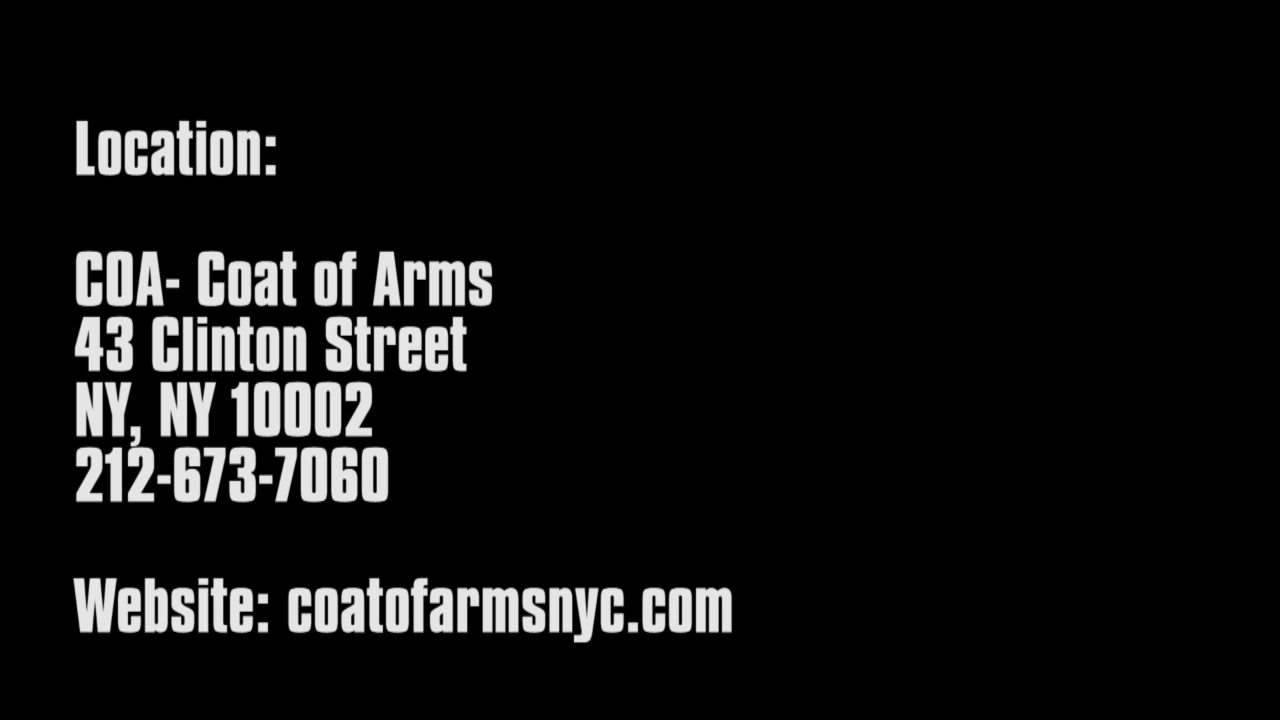 Location:
COA- Coat of Arms
43 Clinton Street
NY, NY 10002
212-673-7060
Website: coatofarmsnyc.com